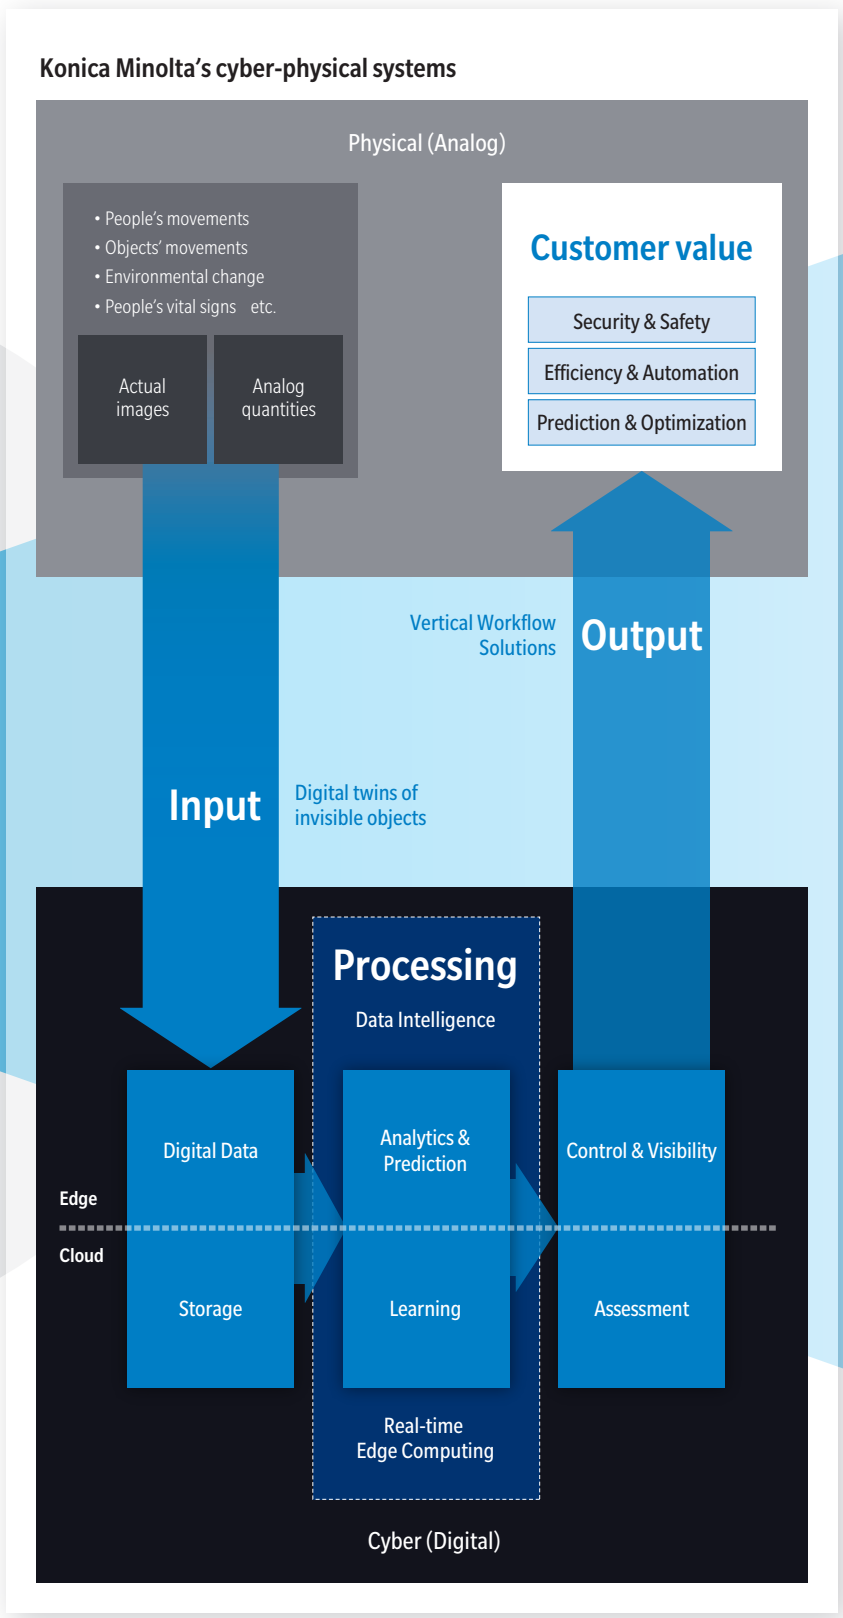 Konica Minolta’s cyber-physical systems
Physical (Analog)
• People’s movements
• Objects’ movements
• Environmental change
• People’s vital signs etc.
Actual
images
Analog
quantities
Customer value
Security & Safety
Efficiency & Automation
Prediction & Optimization
Vertical Workflow
Solutions
Output
Input
Digital twins of
invisible objects
Processing
Data Intelligence
Digital Data
Analytics &
Prediction
Control & Visibility
Edge
Cloud
Storage
Learning
Assessment
Real-time
Edge Computing
Cyber (Digital)